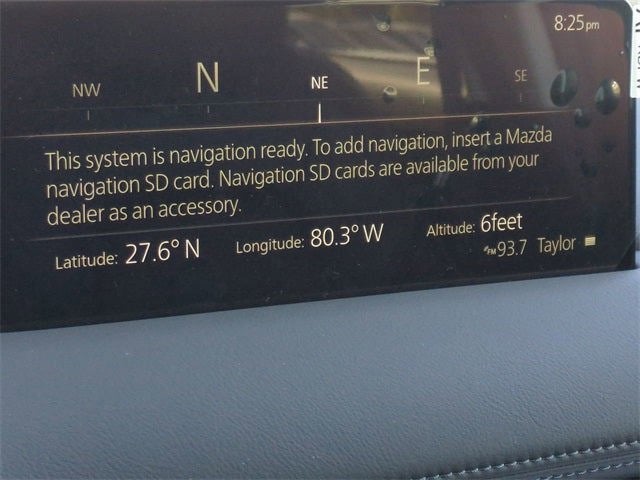 8:25pm
NW N NE E SE
This system is navigation ready. To add navigation, insert a Mazda
navigation SD card. Navigation SD cards are available from your
dealer as an accessory.
Latitude: 27.6° N Longitude: 80.3° W Altitude: 6feet
FM 93.7 Taylor